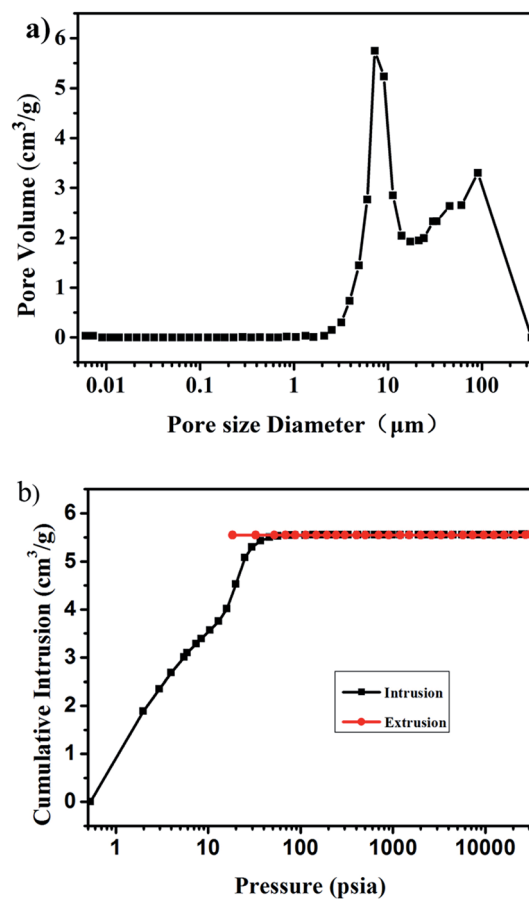 a)
6
5
4
3
2
1
0
Pore Volume (cm³/g)
0.01 0.1 1 10 100
Pore size Diameter（μm）
b)
6
5
4
3
2
1
0
Cumulative Intrusion (cm³/g)
Intrusion
Extrusion
1 10 100 1000 10000
Pressure (psia)